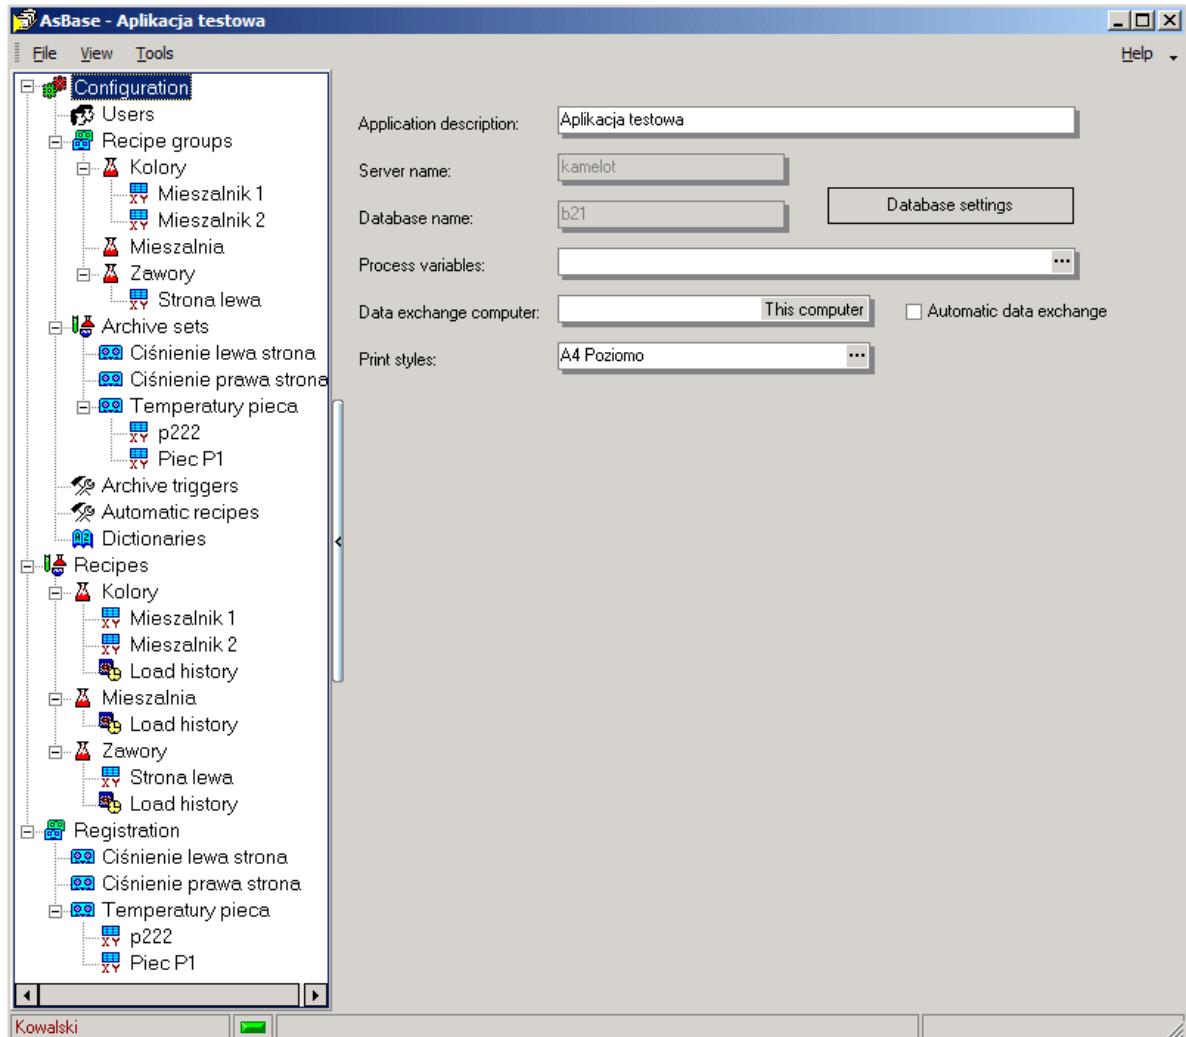 AsBase - Aplikacja testowa
File View Tools Help
Configuration
Users
Recipe groups
Kolory
Mieszalnik 1
Mieszalnik 2
Mieszalnia
Zawory
Strona lewa
Archive sets
Ciśnienie lewa strona
Ciśnienie prawa strona
Temperatury pieca
p222
Piec P1
Archive triggers
Automatic recipes
Dictionaries
Recipes
Kolory
Mieszalnik 1
Mieszalnik 2
Load history
Mieszalnia
Load history
Zawory
Strona lewa
Load history
Registration
Ciśnienie lewa strona
Ciśnienie prawa strona
Temperatury pieca
p222
Piec P1
Application description: Aplikacja testowa
Server name: kamelot
Database name: b21
Database settings
Process variables: ...
Data exchange computer: This computer
Automatic data exchange
Print styles: A4 Poziomo ...
Kowalski